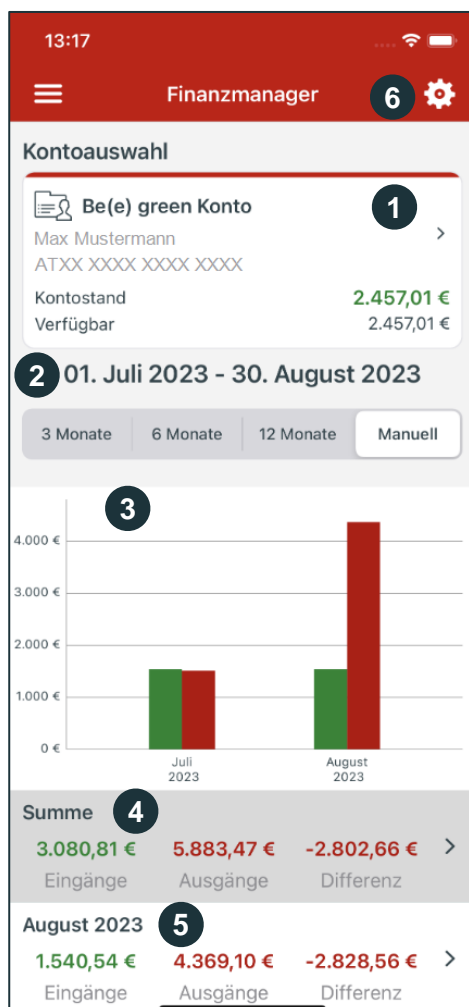 13:17
Finanzmanager
6
Kontoauswahl
Be(e) green Konto
1
Max Mustermann
ATXX XXXX XXXX XXXX
Kontostand 2.457,01 €
Verfügbar 2.457,01 €
2 01. Juli 2023 - 30. August 2023
3 Monate 6 Monate 12 Monate Manuell
3
4.000 €
3.000 €
2.000 €
1.000 €
0 €
Juli August
2023 2023
Summe 4
3.080,81 € 5.883,47 € -2.802,66 €
Eingänge Ausgänge Differenz
August 2023 5
1.540,54 € 4.369,10 € -2.828,56 €
Eingänge Ausgänge Differenz